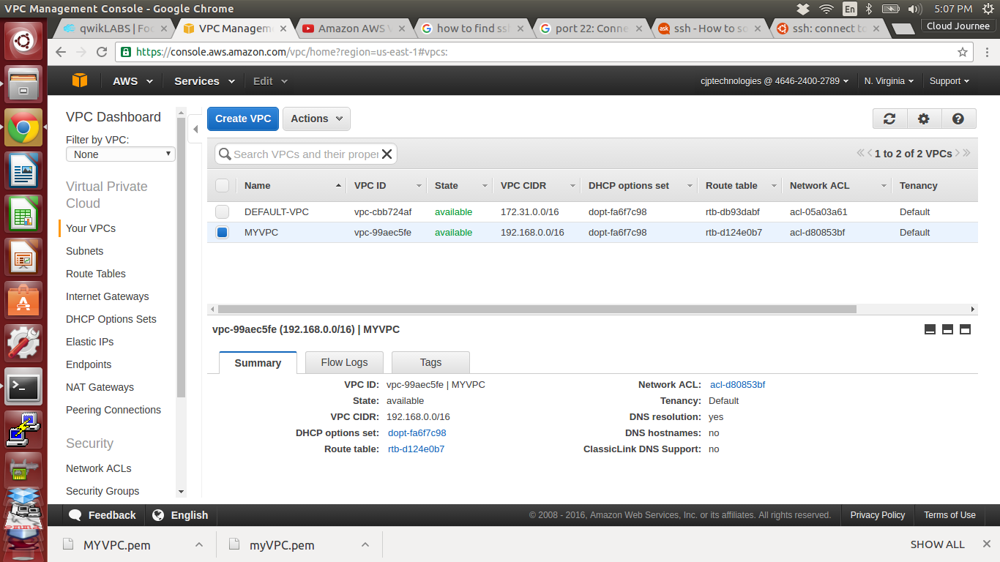 VPC Management Console - Google Chrome
En 5:07 PM
qwikLABS | Foc
VPC Managem
Amazon AWS V
how to find ssh
port 22: Conne
ssh - How to so
ssh: connect to
Cloud Journee
https://console.aws.amazon.com/vpc/home?region=us-east-1#vpcs:
AWS Services Edit cjptechnologies @ 4646-2400-2789 N. Virginia Support
VPC Dashboard
Filter by VPC:
None
Virtual Private
Cloud
Your VPCs
Subnets
Route Tables
Internet Gateways
DHCP Options Sets
Elastic IPs
Endpoints
NAT Gateways
Peering Connections
Security
Network ACLs
Security Groups
Create VPC Actions
Search VPCs and their proper 1 to 2 of 2 VPCs
Name VPC ID State VPC CIDR DHCP options set Route table Network ACL Tenancy
DEFAULT-VPC vpc-cbb724af available 172.31.0.0/16 dopt-fa6f7c98 rtb-db93dabf acl-05a03a61 Default
MYVPC vpc-99aec5fe available 192.168.0.0/16 dopt-fa6f7c98 rtb-d124e0b7 acl-d80853bf Default
vpc-99aec5fe (192.168.0.0/16) | MYVPC
Summary Flow Logs Tags
VPC ID: vpc-99aec5fe | MYVPC
State: available
VPC CIDR: 192.168.0.0/16
DHCP options set: dopt-fa6f7c98
Route table: rtb-d124e0b7
Network ACL: acl-d80853bf
Tenancy: Default
DNS resolution: yes
DNS hostnames: no
ClassicLink DNS Support: no
Feedback English © 2008 - 2016, Amazon Web Services, Inc. or its affiliates. All rights reserved. Privacy Policy Terms of Use
MYVPC.pem myVPC.pem SHOW ALL